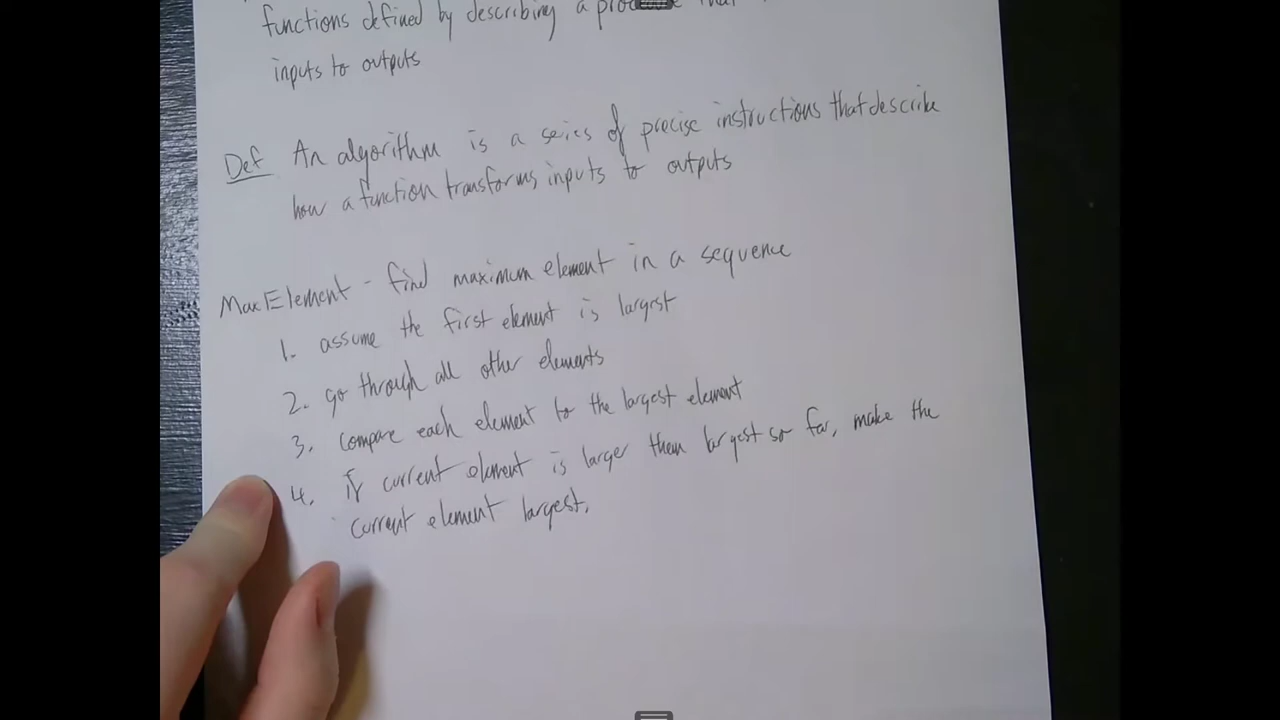 functions defined by describing a that
inputs to outputs
Def An algorithm is a series of precise instructions that describe
how a function transforms inputs to outputs
MaxElement - find maximum element in a sequence
1. assume the first element is largest
2. go through all other elements
3. compare each element to the largest element
4. if current element is larger then largest so far, make the
current element largest.